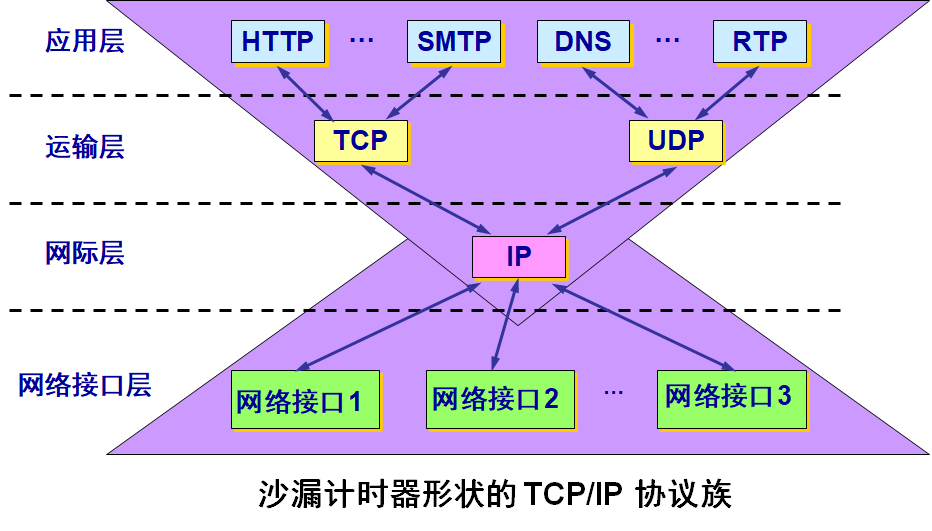 应用层 HTTP … SMTP DNS … RTP
运输层 TCP UDP
网际层 IP
网络接口层 网络接口1 网络接口2 … 网络接口3
沙漏计时器形状的 TCP/IP 协议族